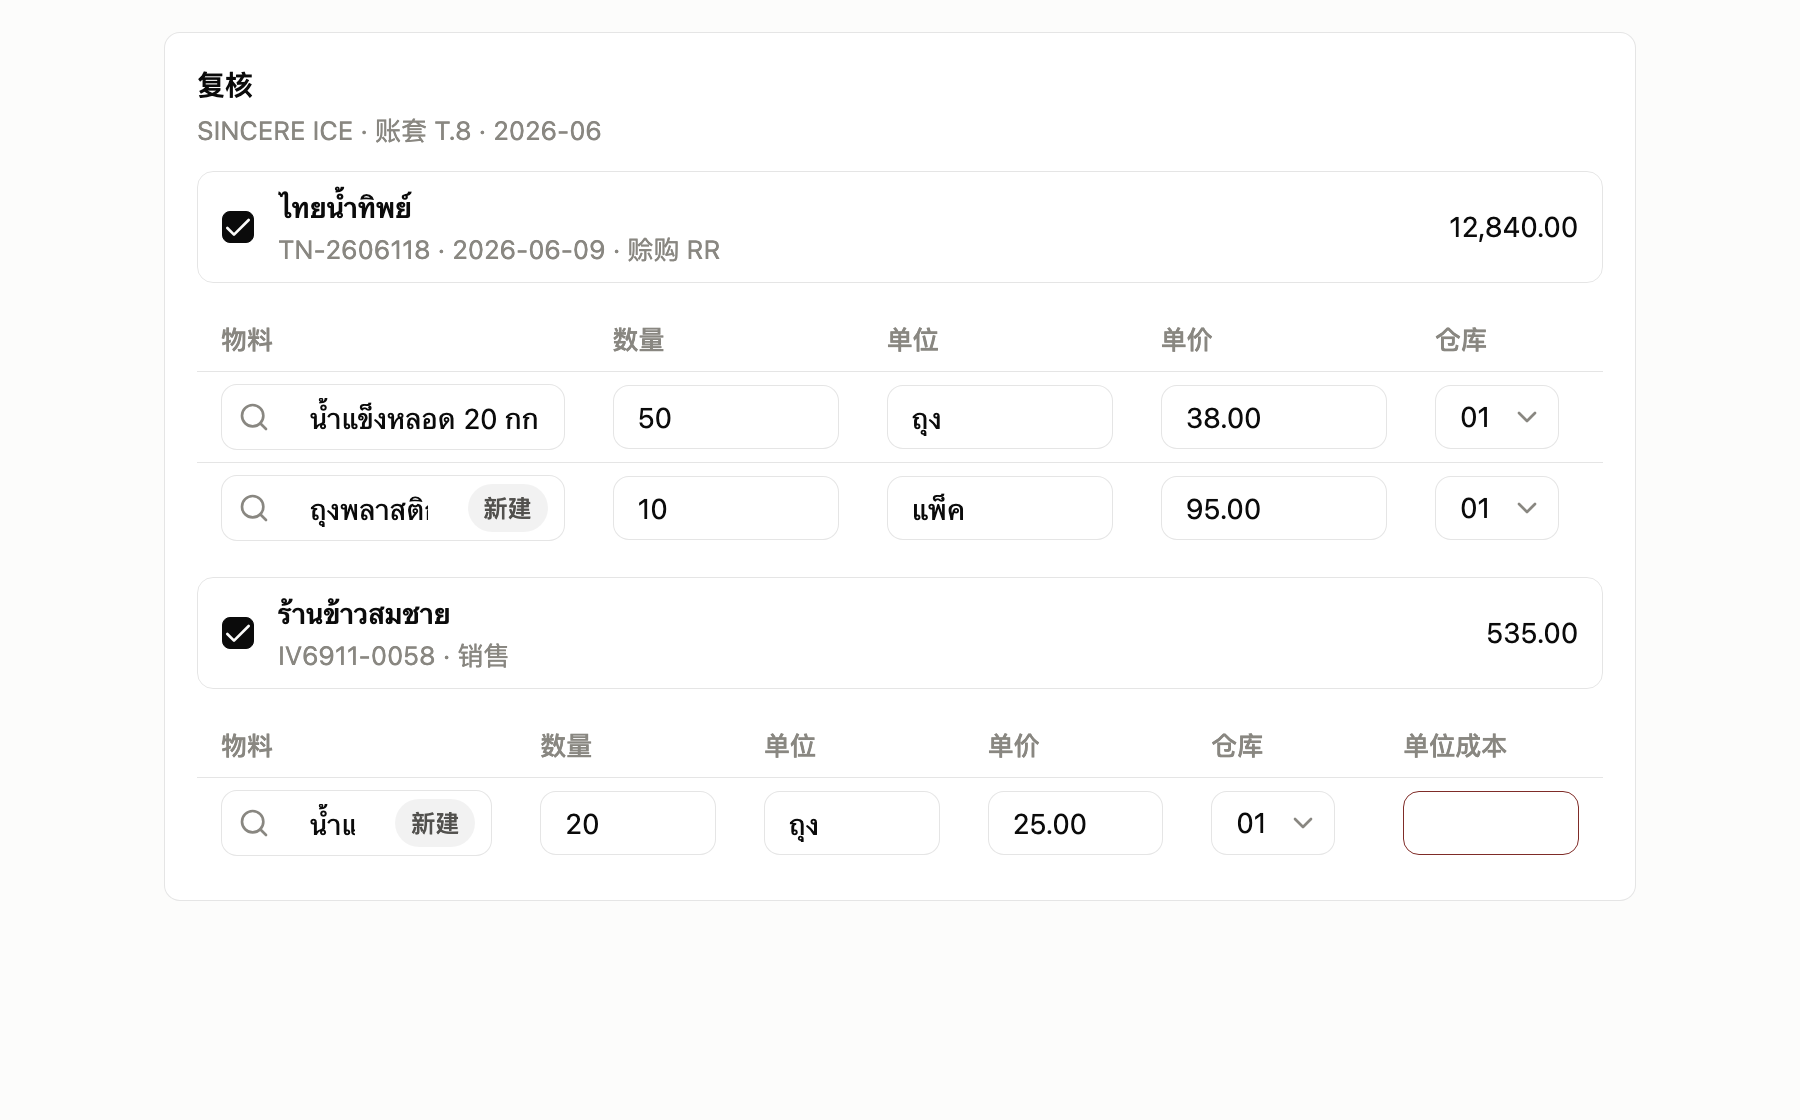 复核
SINCERE ICE · 账套 T.8 · 2026-06
ไทยน้ำทิพย์
12,840.00
TN-2606118 · 2026-06-09 · 赊购 RR
物料 数量 单位 单价 仓库
น้ำแข็งหลอด 20 กก 50 ถุง 38.00 01
ถุงพลาสติ 新建 10 แพ็ค 95.00 01
ร้านข้าวสมชาย
535.00
IV6911-0058 · 销售
物料 数量 单位 单价 仓库 单位成本
น้ำแ 新建 20 ถุง 25.00 01